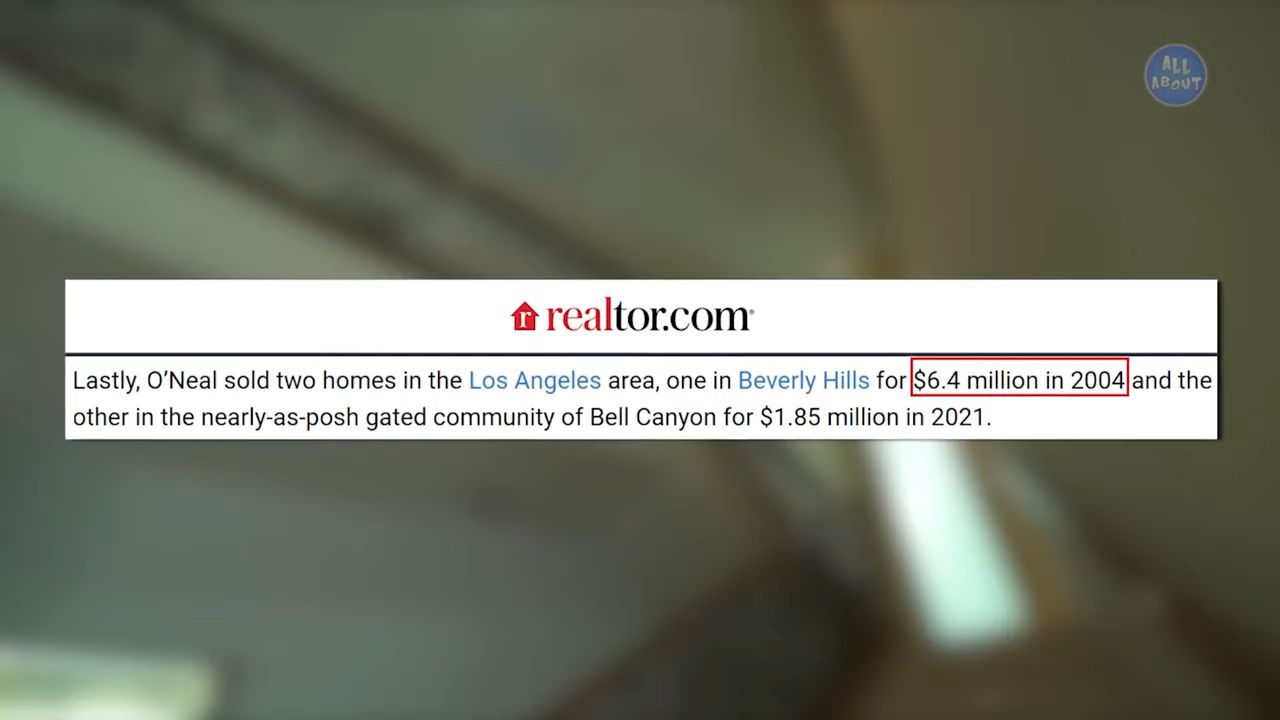 ALL
ABOUT
realtor.com®
Lastly, O’Neal sold two homes in the Los Angeles area, one in Beverly Hills for $6.4 million in 2004 and the
other in the nearly-as-posh gated community of Bell Canyon for $1.85 million in 2021.